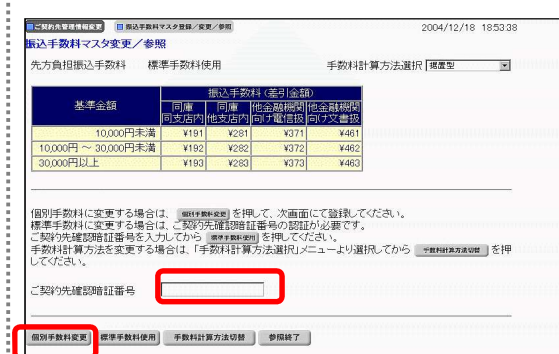 ご契約先管理情報変更 振込手数料マスタ登録／変更／参照 2004/12/18 18:53:38
振込手数料マスタ変更／参照
先方負担振込手数料 標準手数料使用 手数料計算方法選択 据置型
基準金額 振込手数料(差引金額)
同庫 同庫 他金融機関 他金融機関
同支店内 他支店内 向け電信扱 向け文書扱
10,000円未満 ¥191 ¥281 ¥371 ¥461
10,000円 ～ 30,000円未満 ¥192 ¥282 ¥372 ¥462
30,000円以上 ¥193 ¥283 ¥373 ¥463
個別手数料に変更する場合は、 個別手数料変更 を押して、次画面にて登録してください。
標準手数料に変更する場合は、ご契約先確認暗証番号の認証が必要です。
ご契約先確認暗証番号を入力してから 標準手数料使用 を押してください。
手数料計算方法を変更する場合は、「手数料計算方法選択」メニューより選択してから 手数料計算方法切替 を押
してください。
ご契約先確認暗証番号
個別手数料変更 標準手数料使用 手数料計算方法切替 参照終了